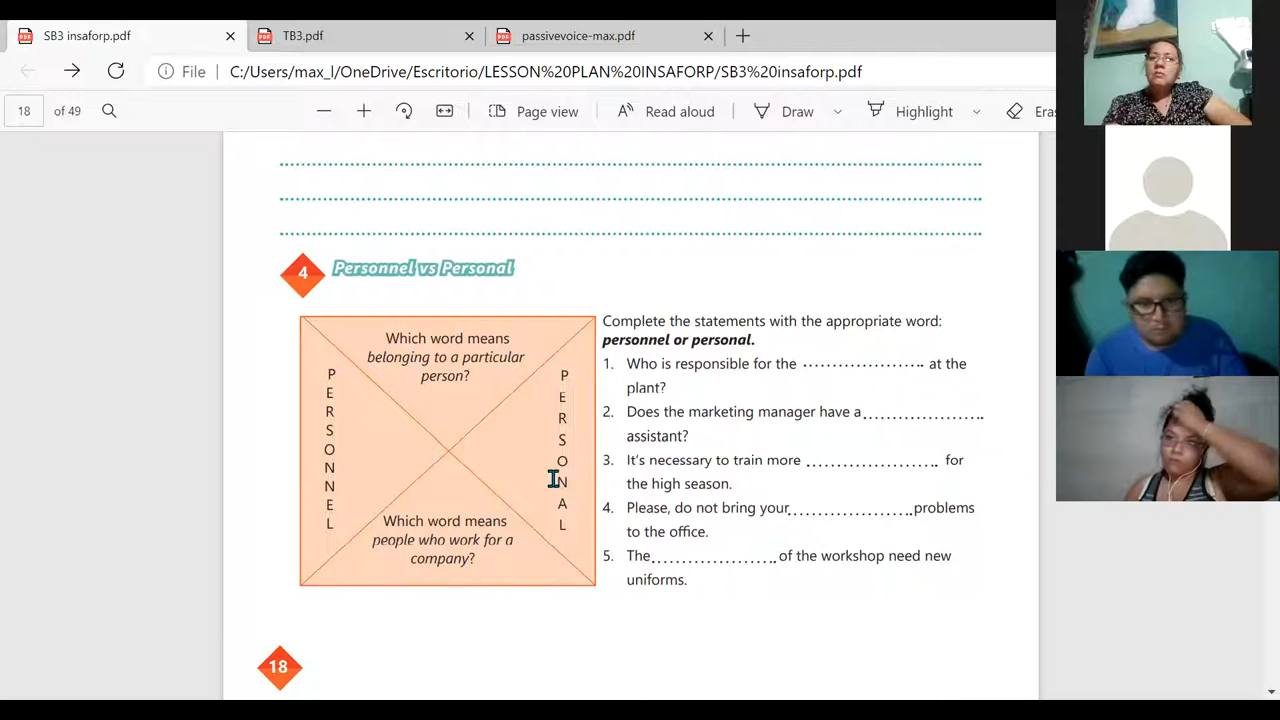 SB3 insaforp.pdf
TB3.pdf
passivevoice-max.pdf
File
C:/Users/max_l/OneDrive/Escritorio/LESSON%20PLAN%20INSAFORP/SB3%20insaforp.pdf
18 of 49
Page view
Read aloud
Draw
Highlight
Eras
4
Personnel vs Personal
Which word means
belonging to a particular
person?
PERSONNEL
PERSONAL
Which word means
people who work for a
company?
Complete the statements with the appropriate word:
personnel or personal.
1. Who is responsible for the ..................... at the
plant?
2. Does the marketing manager have a.....................
assistant?
3. It's necessary to train more ...................... for
the high season.
4. Please, do not bring your.....................problems
to the office.
5. The.....................of the workshop need new
uniforms.
18